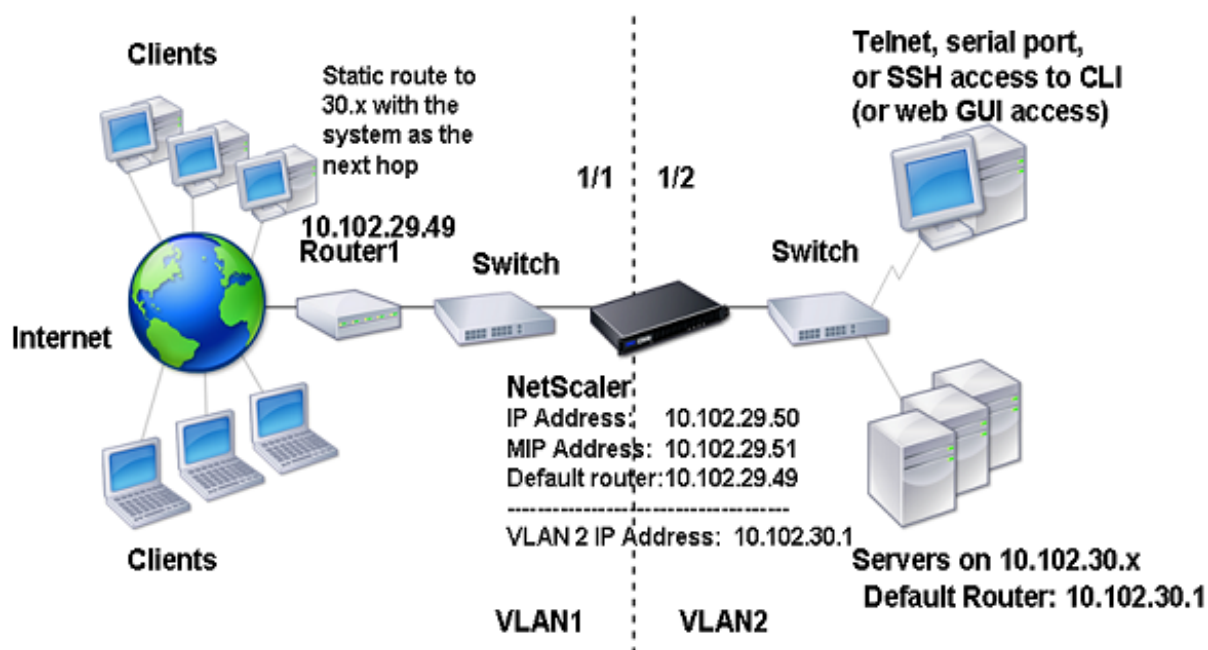 Clients
Static route to
30.x with the
system as the
next hop
10.102.29.49
Router1
Switch
Internet
Clients
1/1
1/2
Telnet, serial port,
or SSH access to CLI
(or web GUI access)
Switch
NetScaler
IP Address: 10.102.29.50
MIP Address: 10.102.29.51
Default router:10.102.29.49
--------------------------------------
VLAN 2 IP Address: 10.102.30.1
Servers on 10.102.30.x
Default Router: 10.102.30.1
VLAN1
VLAN2